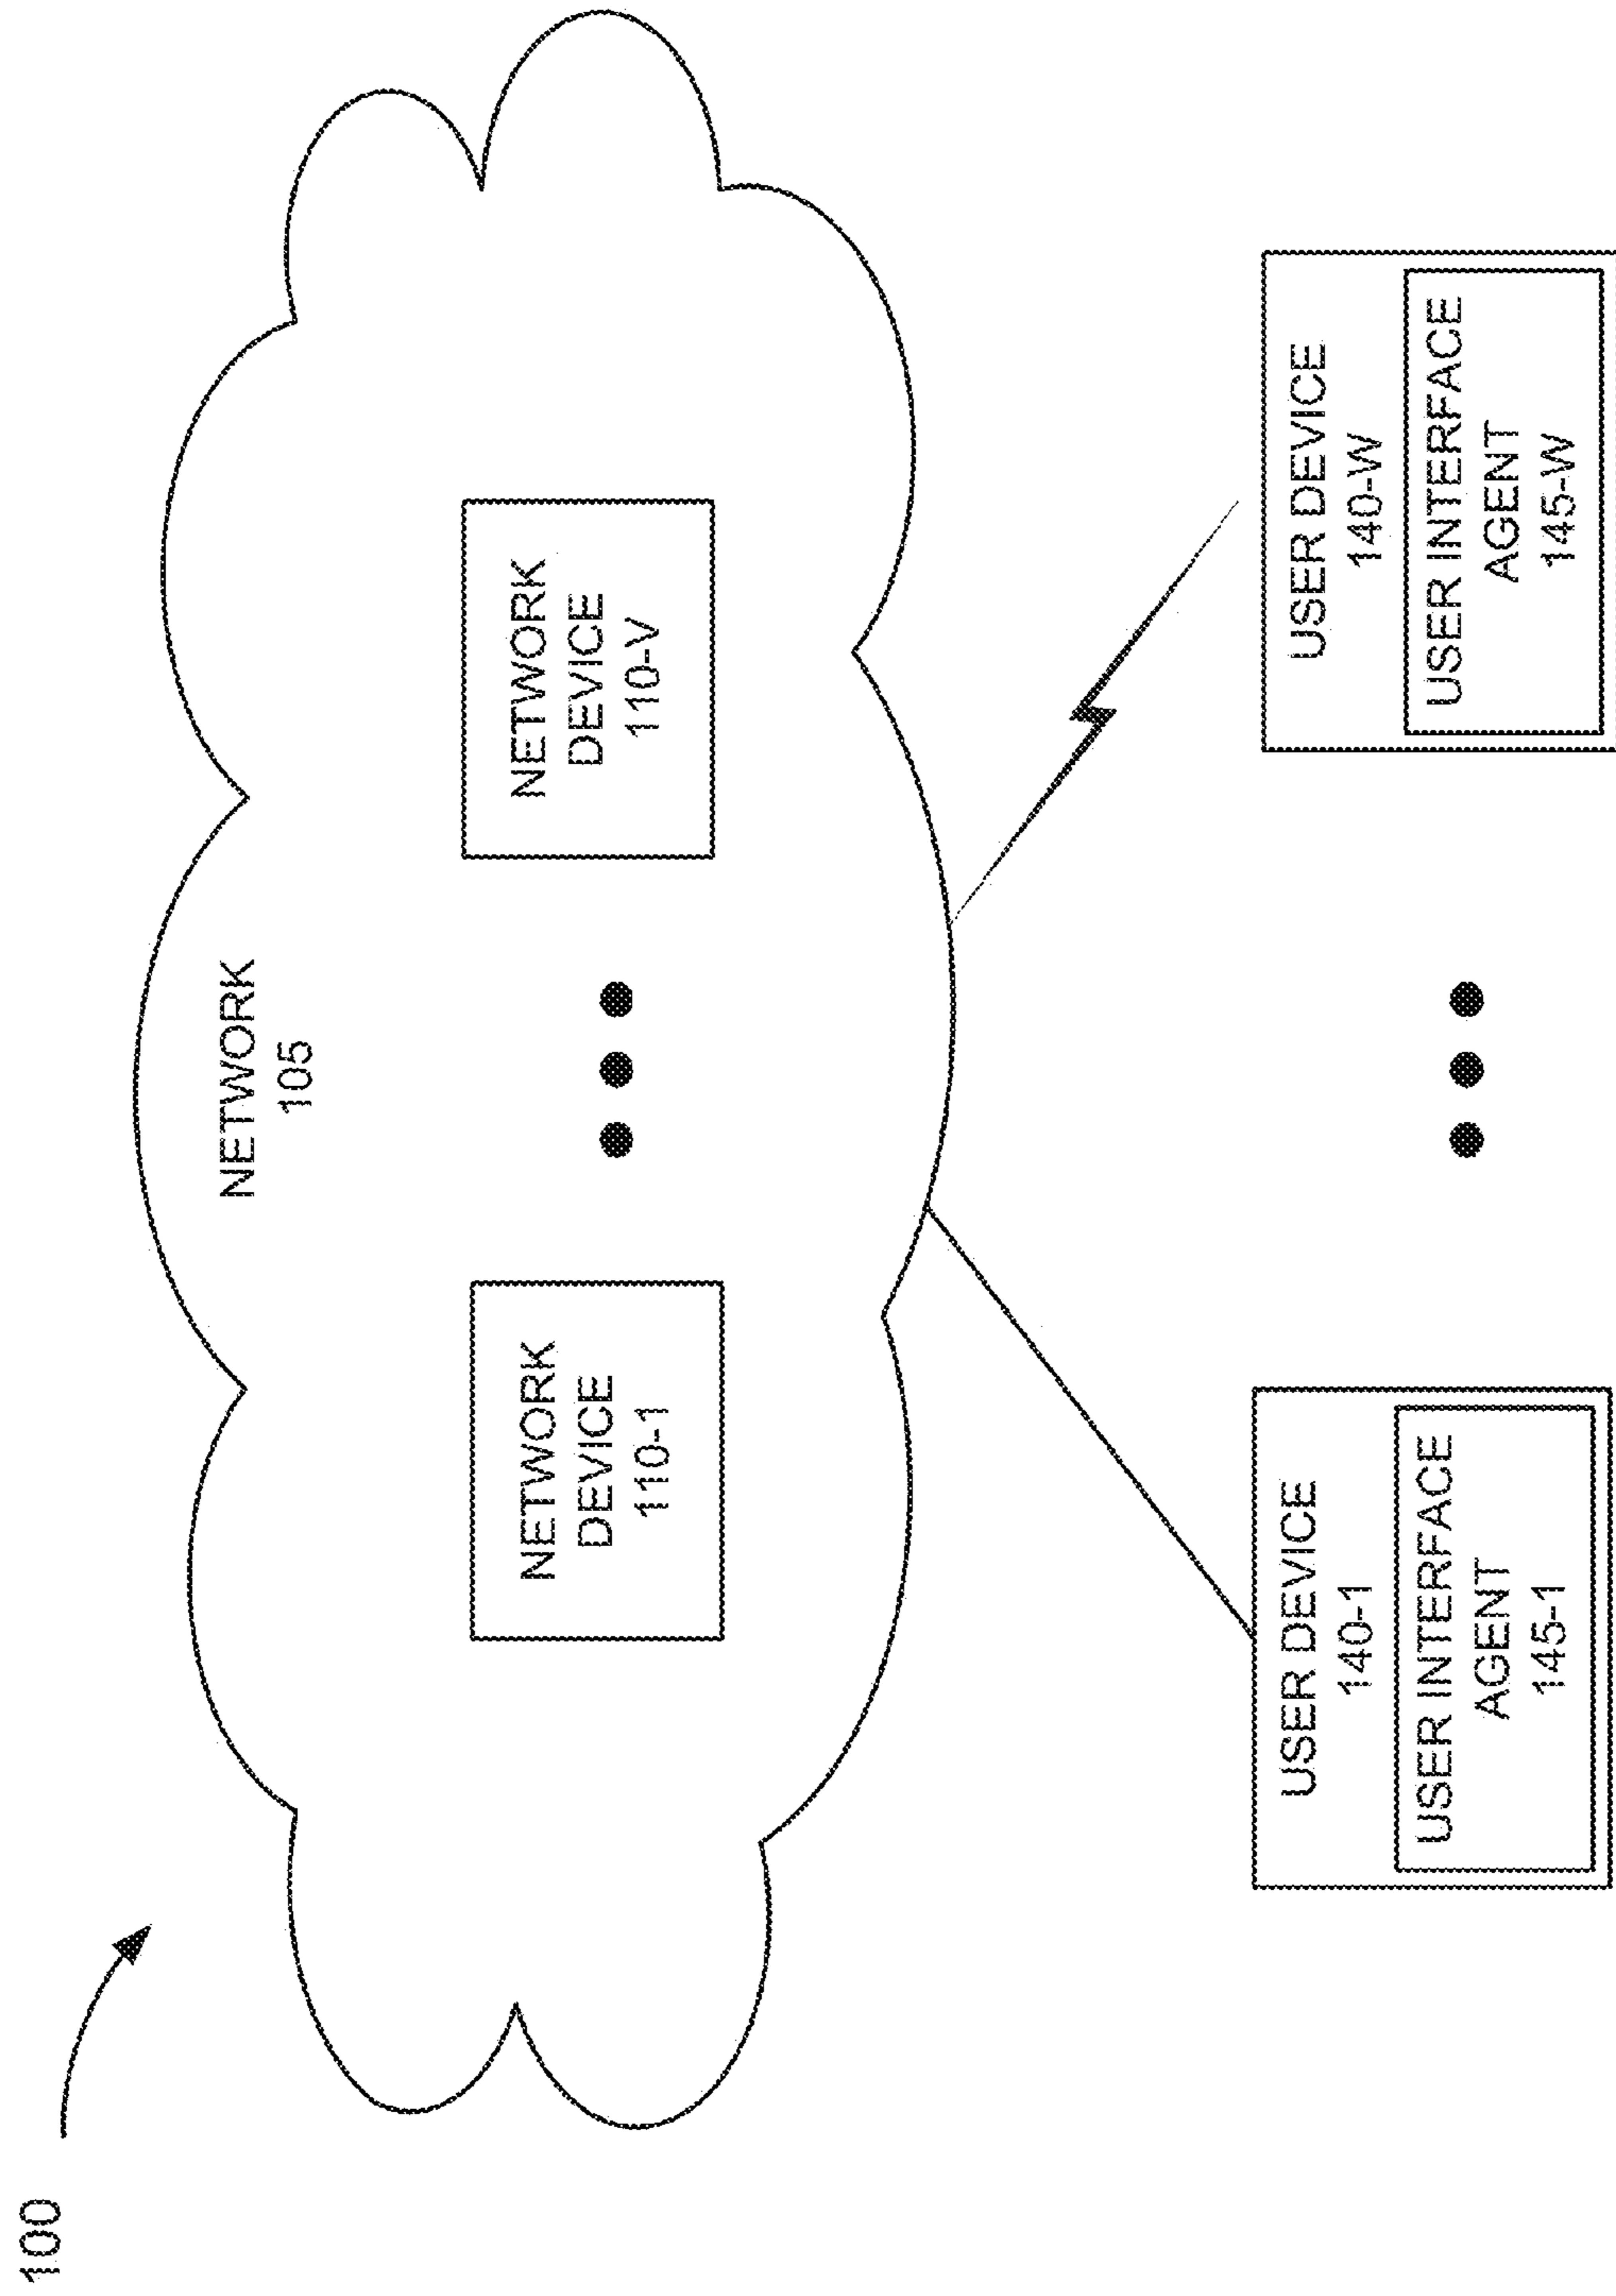 100
NETWORK
105
NETWORK
DEVICE
110-1
NETWORK
DEVICE
110-V
USER DEVICE
140-1
USER INTERFACE
AGENT
145-1
USER DEVICE
140-W
USER INTERFACE
AGENT
145-W